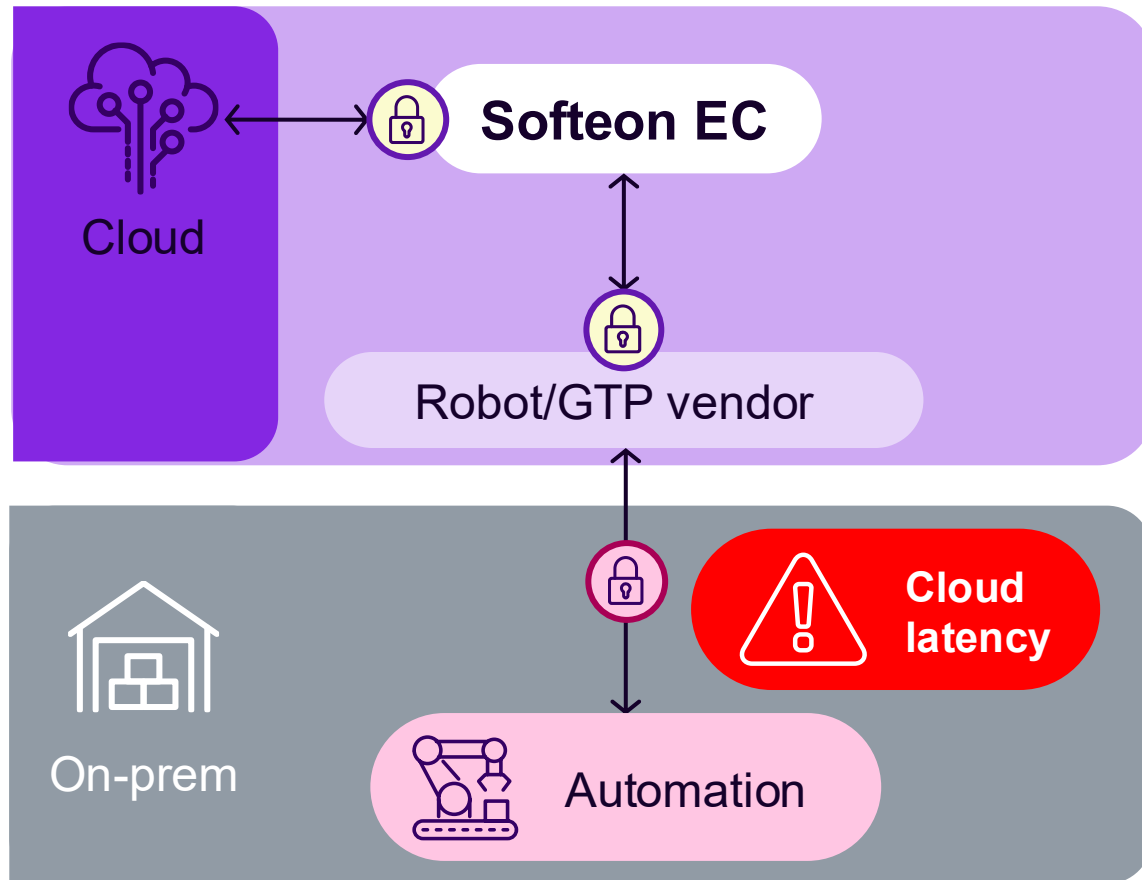 Softeon EC
Cloud
Robot/GTP vendor
Cloud
latency
On-prem
Automation